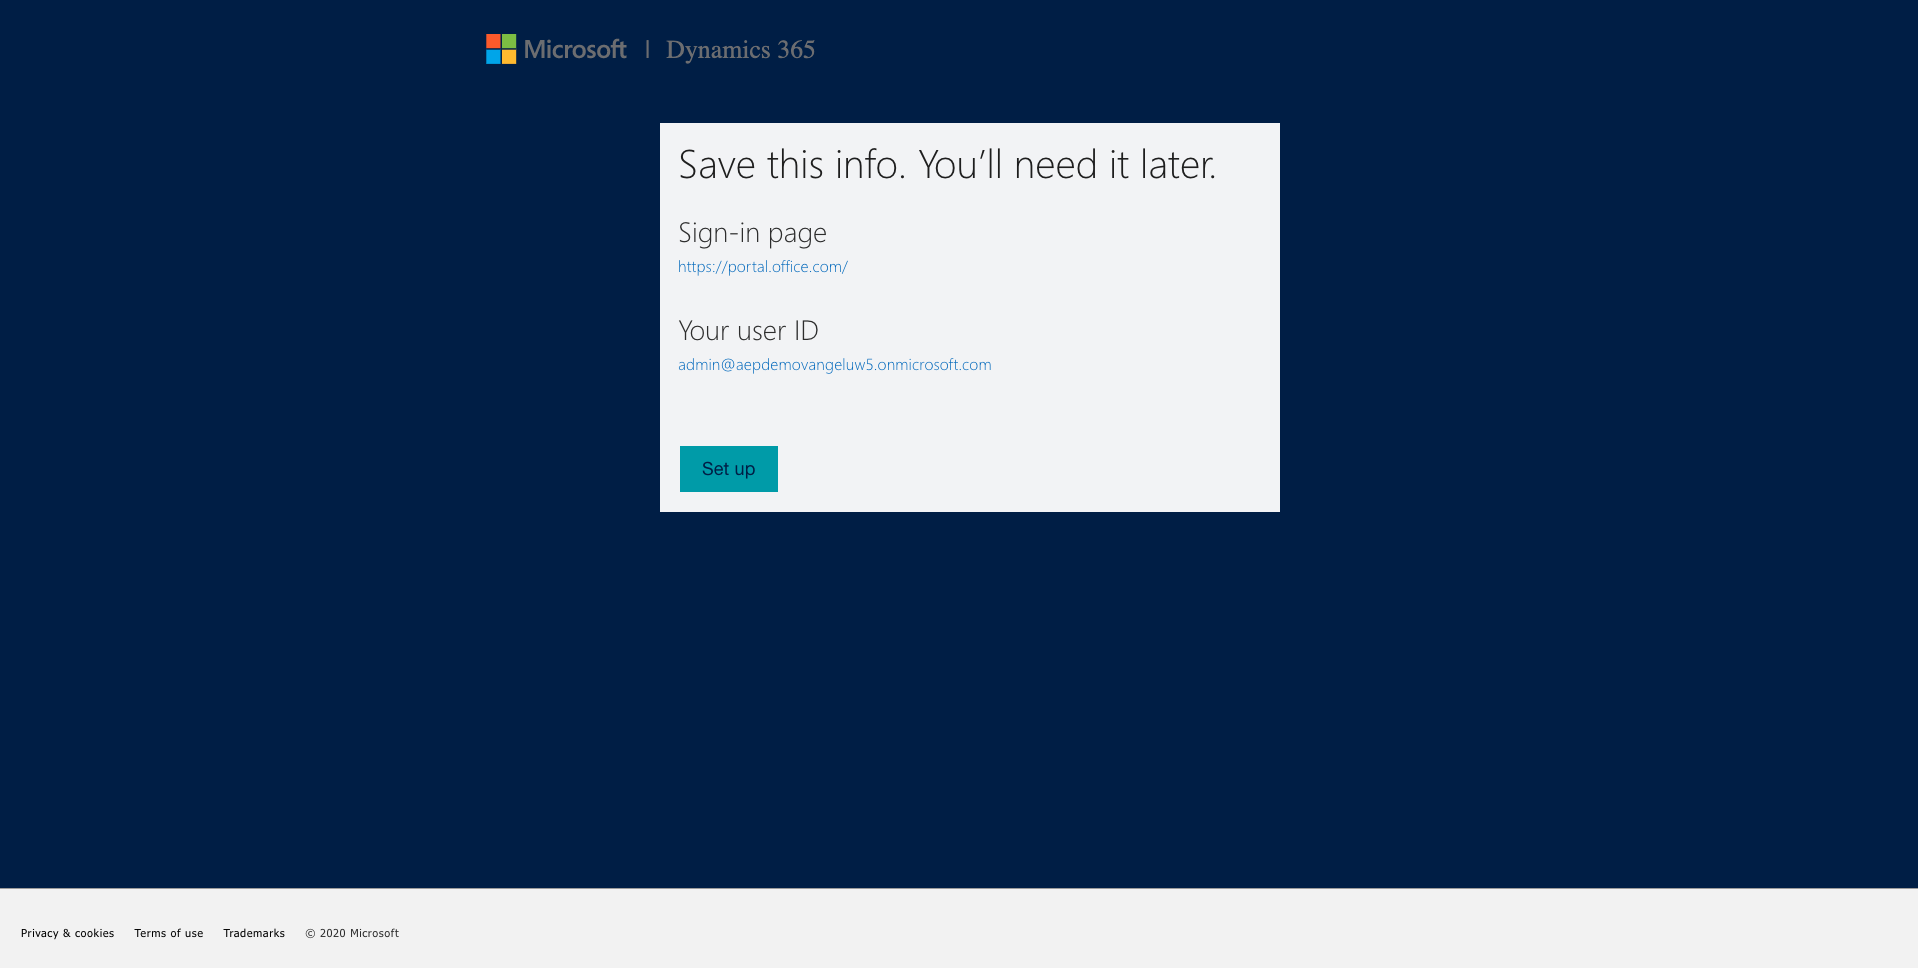 Microsoft | Dynamics 365
Save this info. You'll need it later.
Sign-in page
https://portal.office.com/
Your user ID
admin@aepdemovangeluw5.onmicrosoft.com
Set up
Privacy & cookies Terms of use Trademarks © 2020 Microsoft